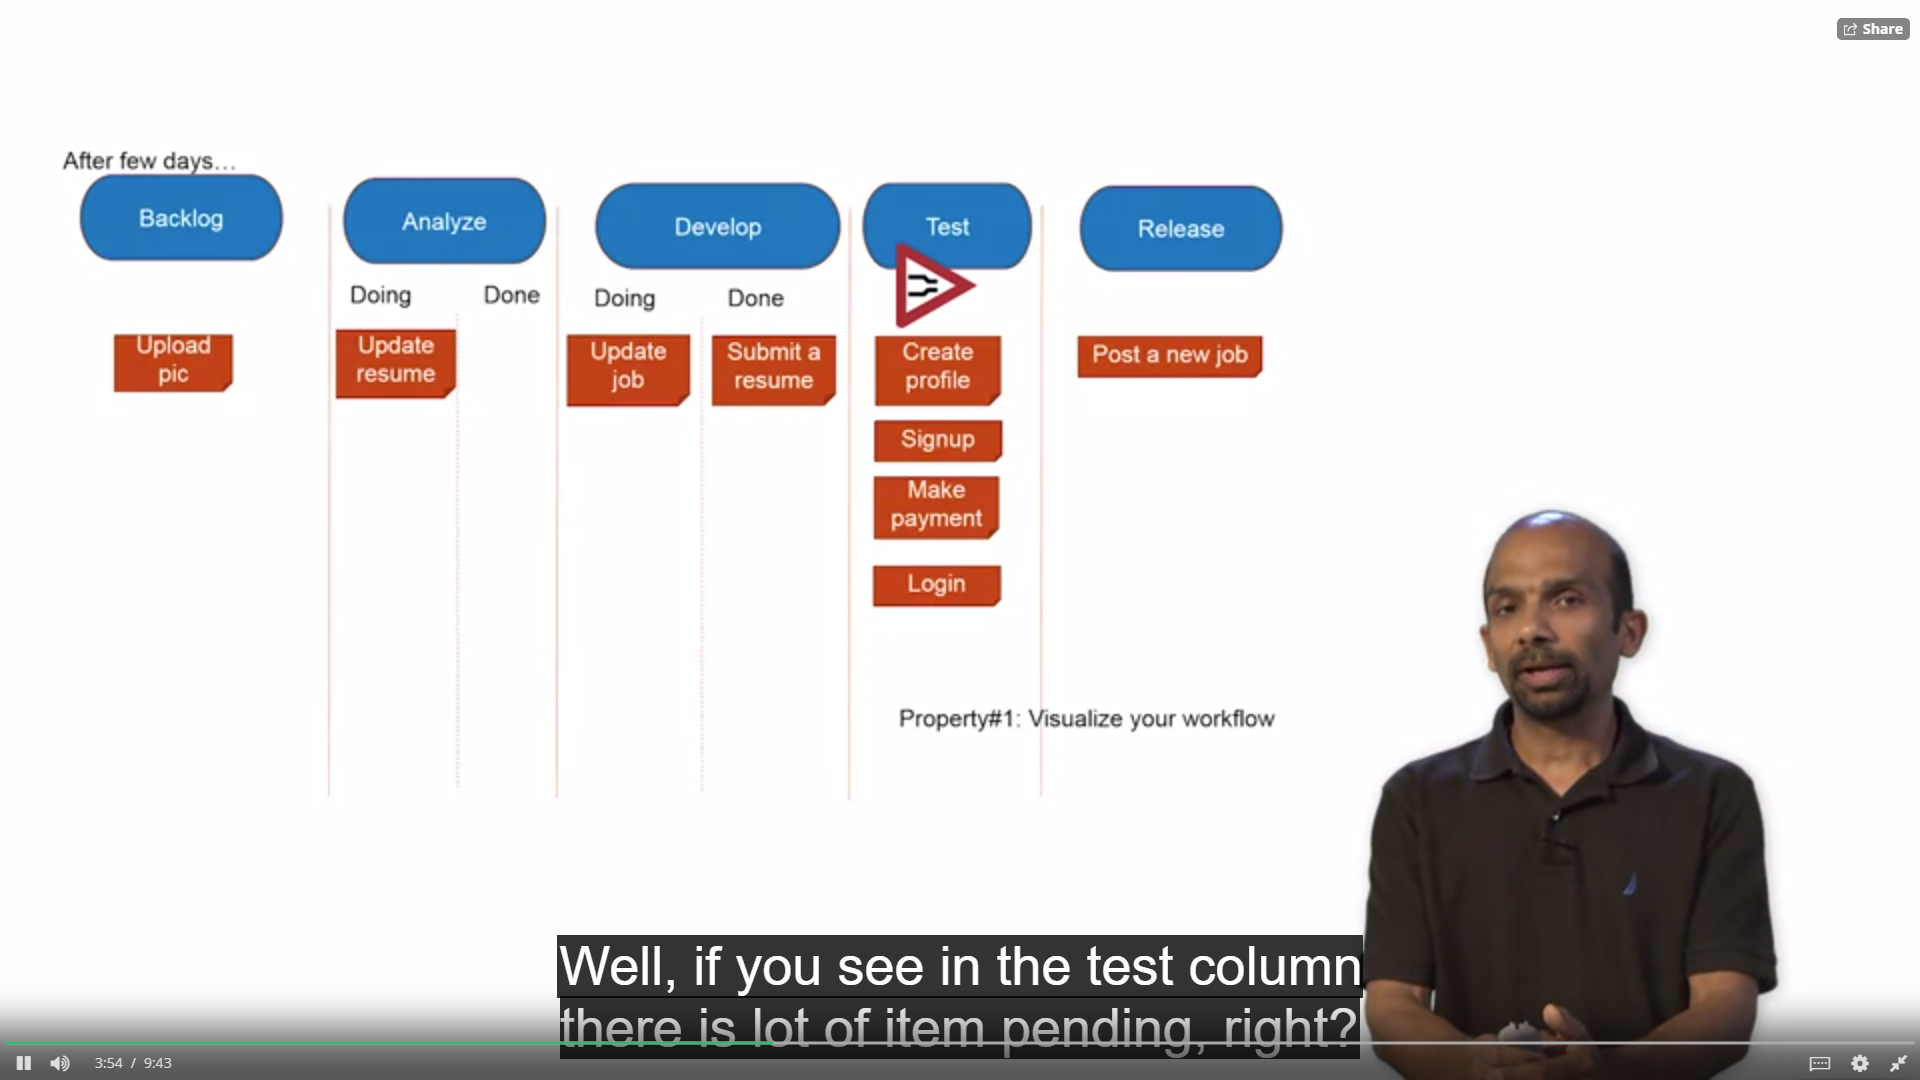 Share
After few days...
Backlog
Analyze
Develop
Test
Release
Doing
Done
Doing
Done
Upload
pic
Update
resume
Update
job
Submit a
resume
Create
profile
Signup
Make
payment
Login
Post a new job
Property#1: Visualize your workflow
Well, if you see in the test column
there is lot of item pending, right?
3:54 / 9:43